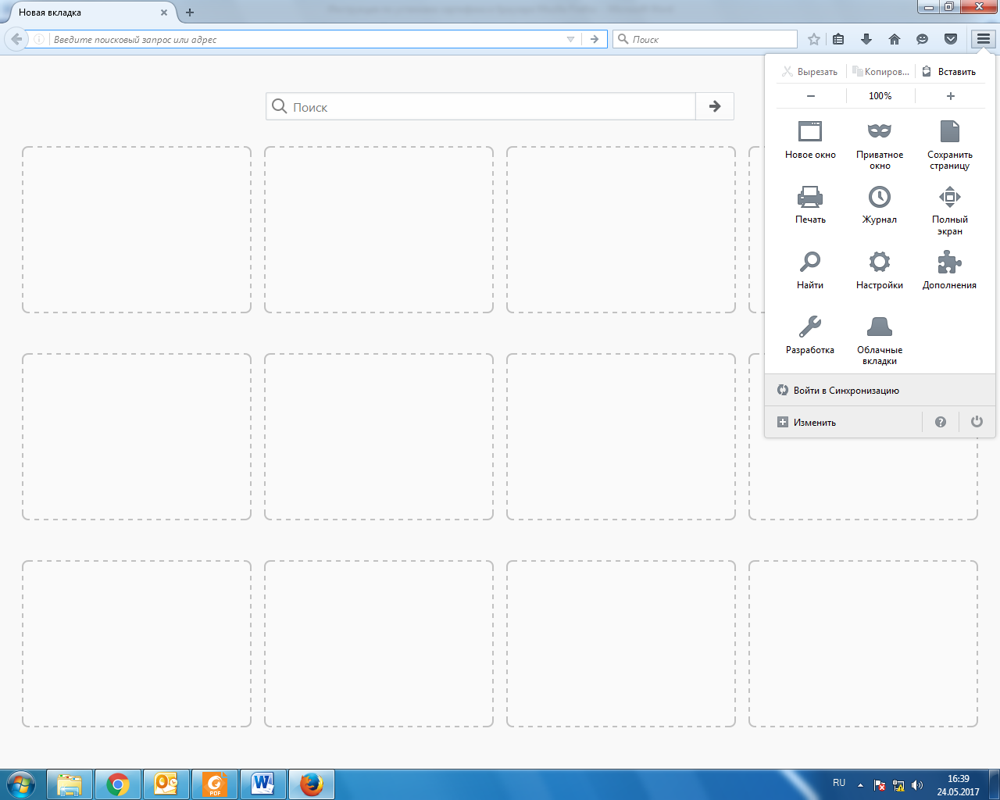 Новая вкладка
Введите поисковый запрос или адрес
Поиск
Вырезать
Копиров...
Вставить
100%
Поиск
Новое окно
Приватное
окно
Сохранить
страницу
Печать
Журнал
Полный
экран
Найти
Настройки
Дополнения
Разработка
Облачные
вкладки
Войти в Синхронизацию
Изменить
PDF
RU
16:39
24.05.2017